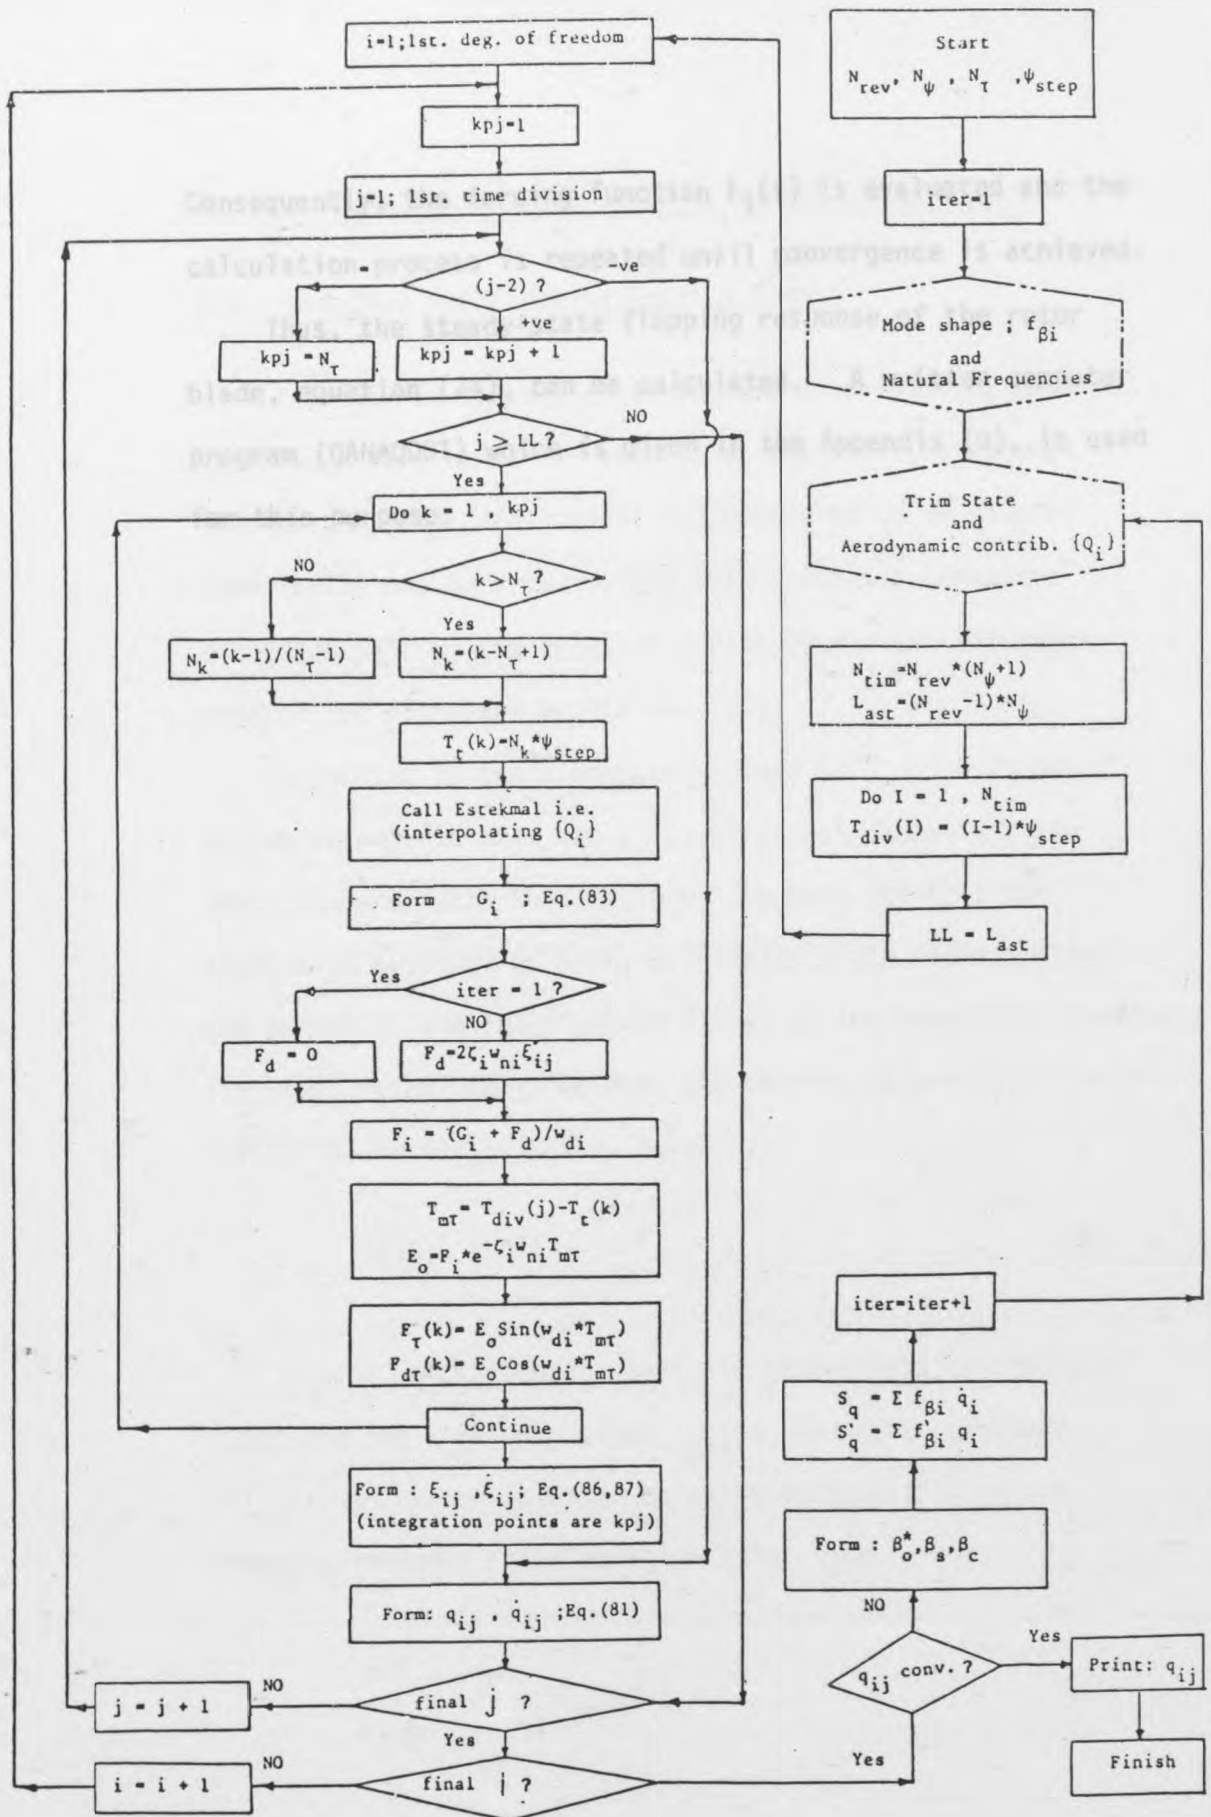 Start
N_rev, N_ψ , N_τ ,ψ_step
iter=1
Mode shape ; f_βi
and
Natural Frequencies
Trim State
and
Aerodynamic contrib. {Q_i}
N_tim=N_rev*(N_ψ+1)
L_ast=(N_rev-1)*N_ψ
Do I = 1 , N_tim
T_div(I) = (I-1)*ψ_step
LL = L_ast
i=1;1st. deg. of freedom
kpj=1
j=1; 1st. time division
(j-2) ?
=
-ve
+ve
kpj = N_τ
kpj = kpj + 1
j > LL ?
NO
Yes
Do k = 1 , kpj
k > N_τ ?
NO
Yes
N_k=(k-1)/(N_τ-1)
N_k=(k-N_τ+1)
T_t(k)=N_k*ψ_step
Call Estekmal i.e.
(interpolating {Q_i}
Form G_i ; Eq.(83)
iter = 1 ?
Yes
NO
F_d = 0
F_d=2ζ_i w_ni ξ̇_ij
F_i = (G_i + F_d)/w_di
T_mτ= T_div(j)-T_t(k)
E_o=F_i*e^-ζ_i w_ni T_mτ
F_τ(k)= E_o Sin(w_di*T_mτ)
F_dτ(k)= E_o Cos(w_di*T_mτ)
Continue
Form : ξ_ij ,ξ̇_ij; Eq.(86,87)
(integration points are kpj)
Form: q_ij , q̇_ij ;Eq.(81)
final j ?
NO
Yes
j = j + 1
final i ?
NO
Yes
i = i + 1
q_ij conv. ?
Yes
NO
Print: q_ij
Finish
Form : β*_o,β_s,β_c
S_q = Σ f_βi q̇_i
S'_q = Σ f'_βi q_i
iter=iter+1
Consequently, the forcing function F_i(τ) is evaluated and the
calculation process is repeated until convergence is achieved.
Thus, the steady state flapping response of the rotor
blade, equation can be calculated. A computer
program which is given in the Appendix is used
for this purpose